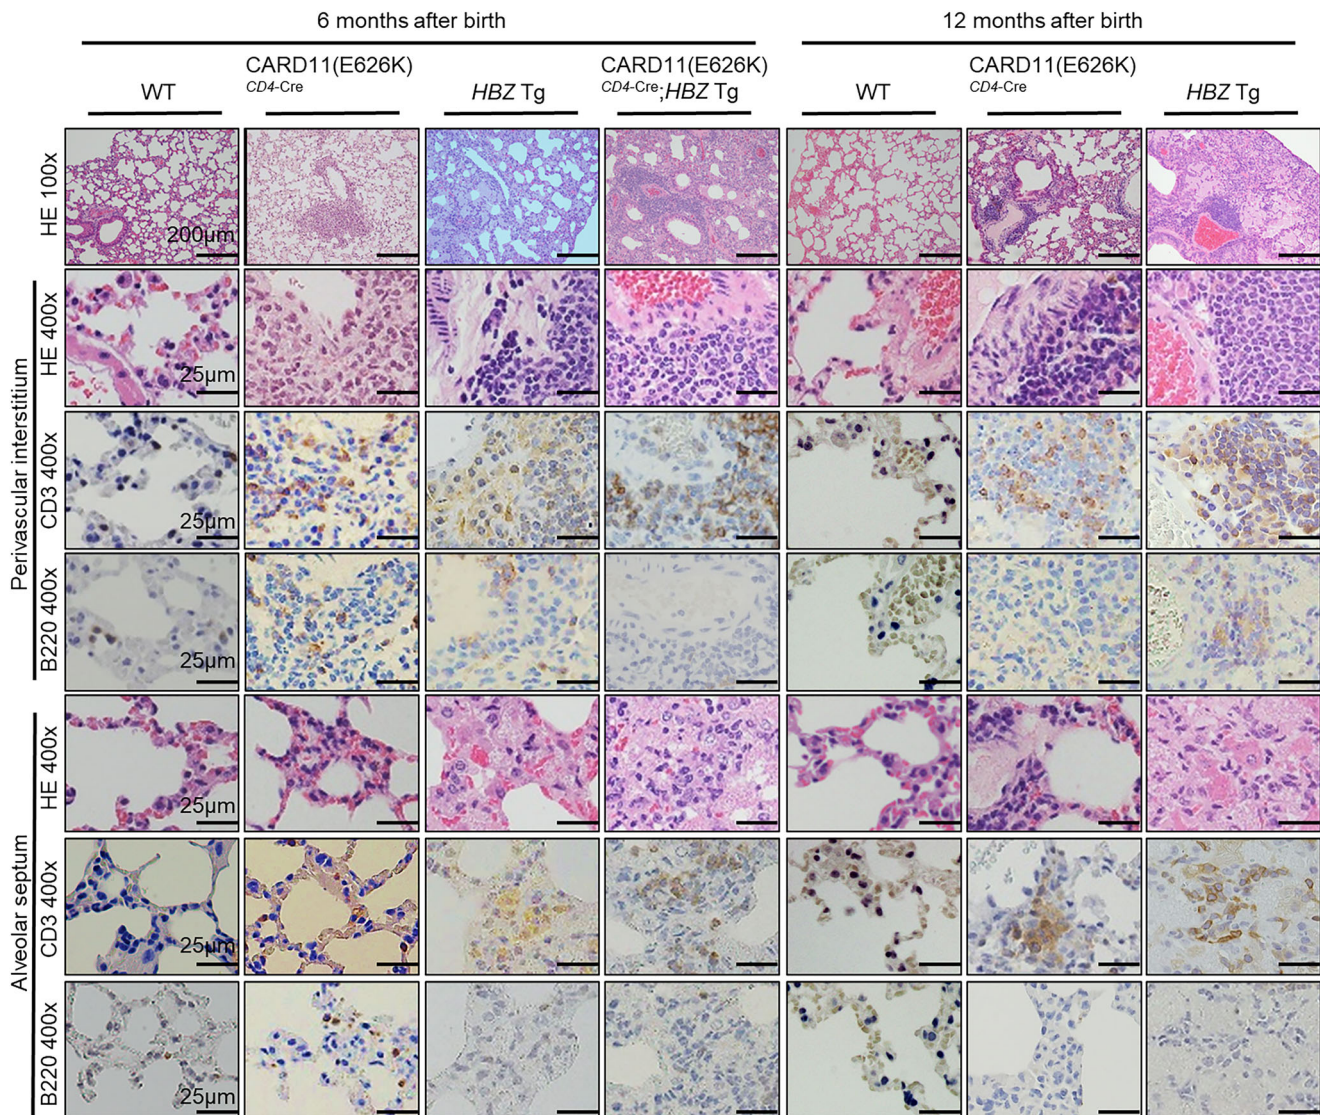 6 months after birth
12 months after birth
WT
CARD11(E626K)
CD4-Cre
HBZ Tg
CARD11(E626K)
CD4-Cre;HBZ Tg
WT
CARD11(E626K)
CD4-Cre
HBZ Tg
HE 100x
200μm
Perivascular interstitium
HE 400x
25μm
CD3 400x
25μm
B220 400x
25μm
Alveolar septum
HE 400x
25μm
CD3 400x
25μm
B220 400x
25μm